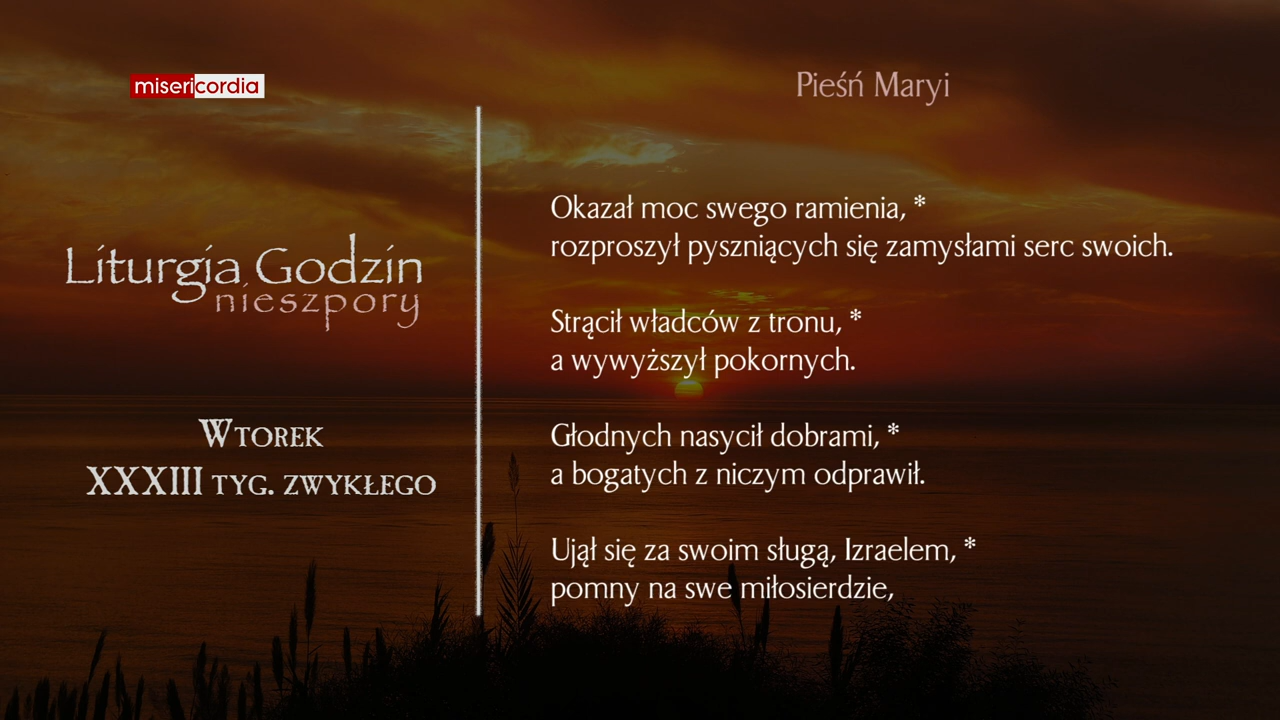 misericordia
Liturgia Godzin
nieszpory
Wtorek
XXXIII tyg. zwykłego
Pieśń Maryi
Okazał moc swego ramienia, *
rozproszył pyszniących się zamysłami serc swoich.
Strącił władców z tronu, *
a wywyższył pokornych.
Głodnych nasycił dobrami, *
a bogatych z niczym odprawił.
Ujął się za swoim sługą, Izraelem, *
pomny na swe miłosierdzie,